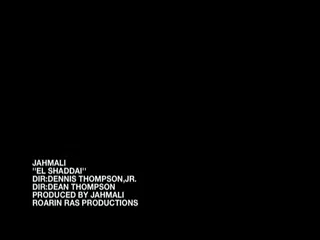 JAHMALI
"EL SHADDAI"
DIR:DENNIS THOMPSON,JR.
DIR:DEAN THOMPSON
PRODUCED BY JAHMALI
ROARIN RAS PRODUCTIONS